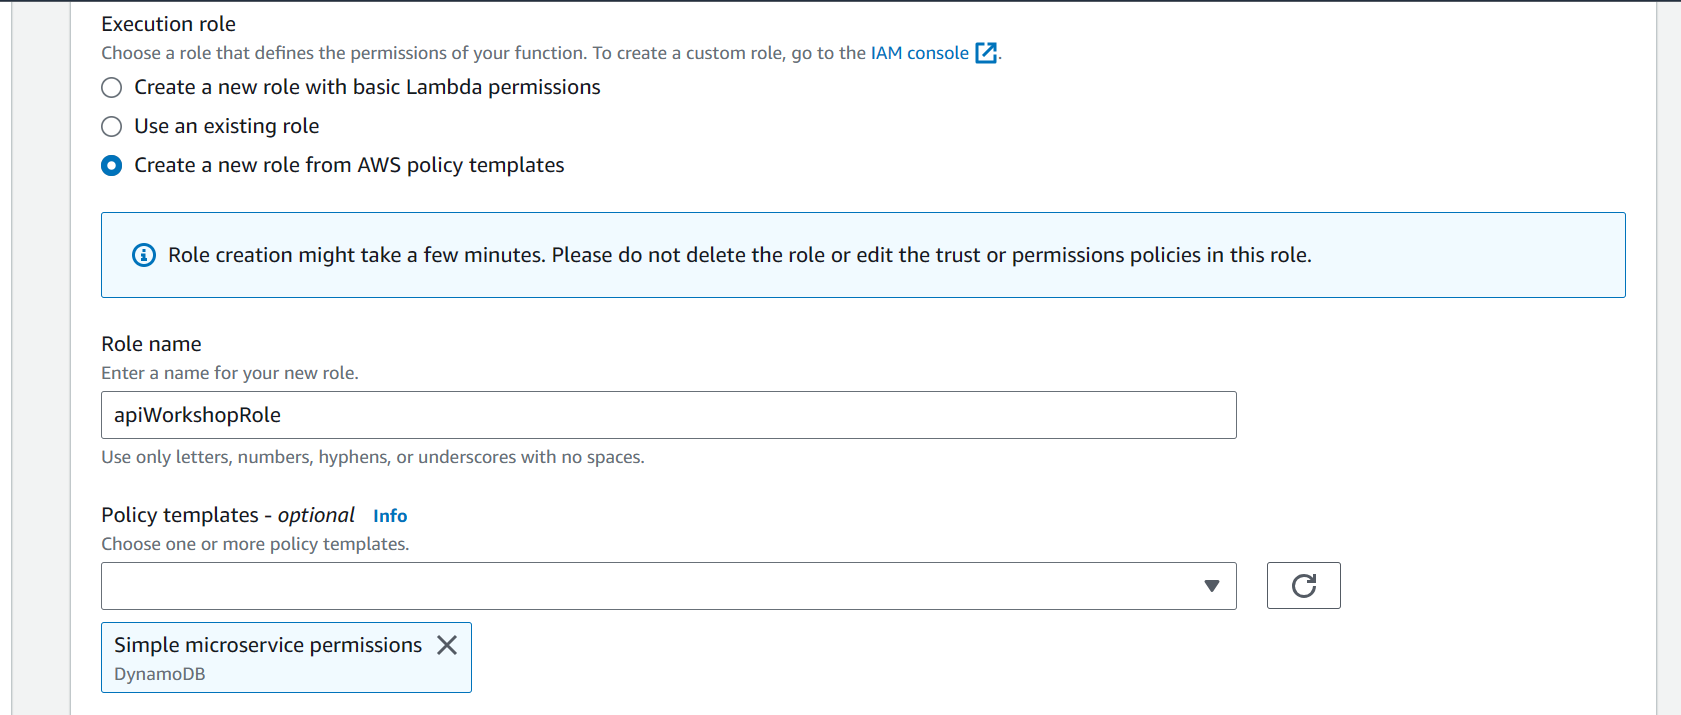 Execution role
Choose a role that defines the permissions of your function. To create a custom role, go to the IAM console.
Create a new role with basic Lambda permissions
Use an existing role
Create a new role from AWS policy templates
Role creation might take a few minutes. Please do not delete the role or edit the trust or permissions policies in this role.
Role name
Enter a name for your new role.
apiWorkshopRole
Use only letters, numbers, hyphens, or underscores with no spaces.
Policy templates - optional Info
Choose one or more policy templates.
Simple microservice permissions
DynamoDB